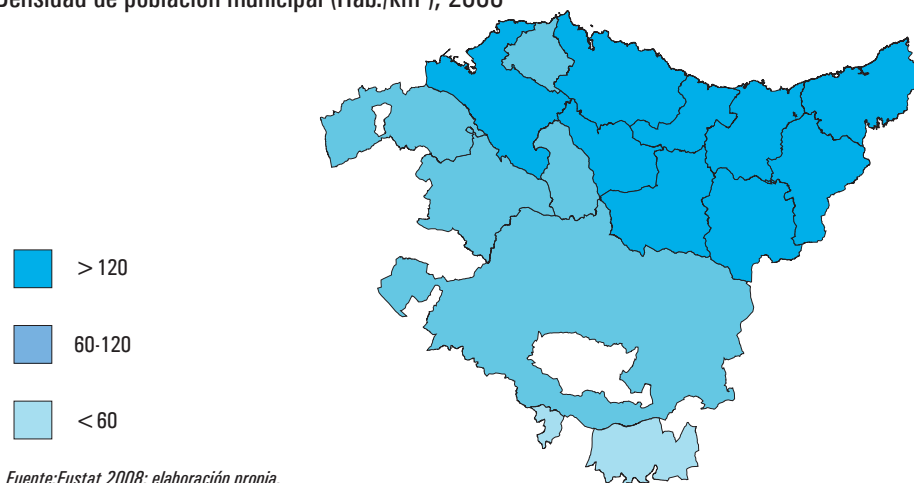 Densidad de población municipal (Hab./km²), 2008
> 120
60-120
< 60
Fuente:Eustat 2008; elaboración propia.